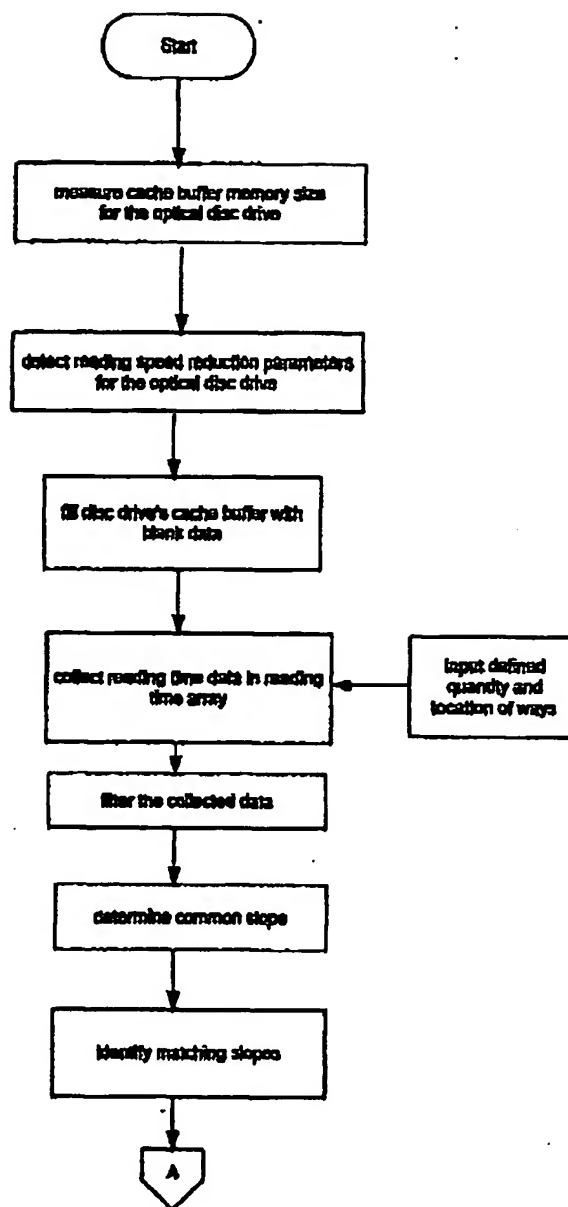 Start
measure cache buffer memory size
for the optical disc drive
detect reading speed reduction parameters
for the optical disc drive
fill disc drive's cache buffer with
blank data
collect reading time data in reading
time array
Input defined
quantity and
location of ways
filter the collected data
determine common slope
identify matching slopes
A